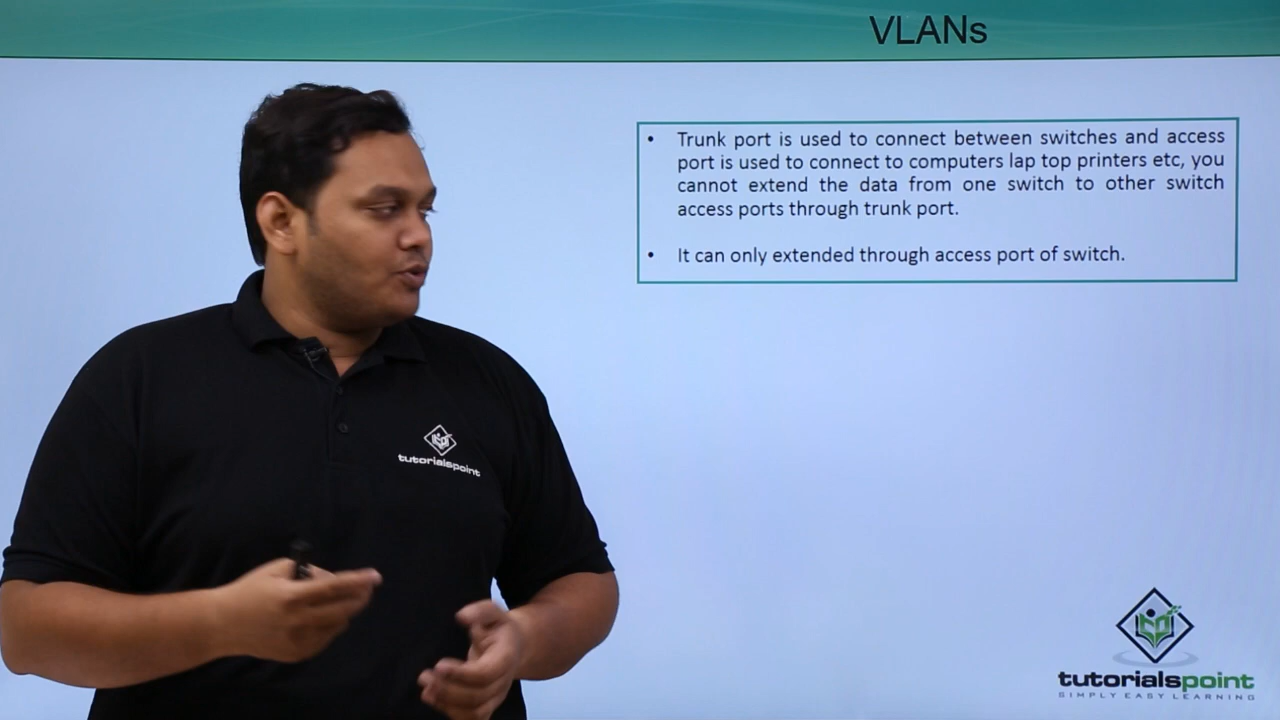 VLANs
• Trunk port is used to connect between switches and access
port is used to connect to computers lap top printers etc, you
cannot extend the data from one switch to other switch
access ports through trunk port.
• It can only extended through access port of switch.
tutorialspoint
tutorialspoint
SIMPLY EASY LEARNING